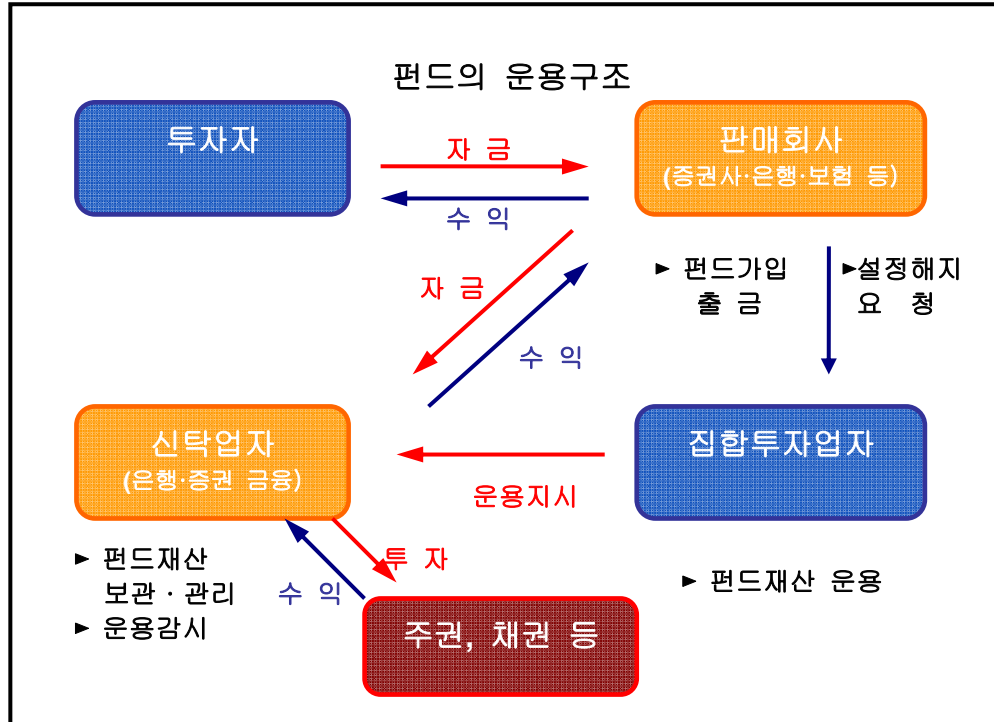 펀드의 운용구조
투자자
판매회사
(증권사·은행·보험 등)
자 금
수 익
► 펀드가입
출 금
►설정해지
요 청
자 금
수 익
신탁업자
(은행·증권 금융)
집합투자업자
운용지시
► 펀드재산
보관·관리
► 운용감시
투 자
수 익
► 펀드재산 운용
주권, 채권 등